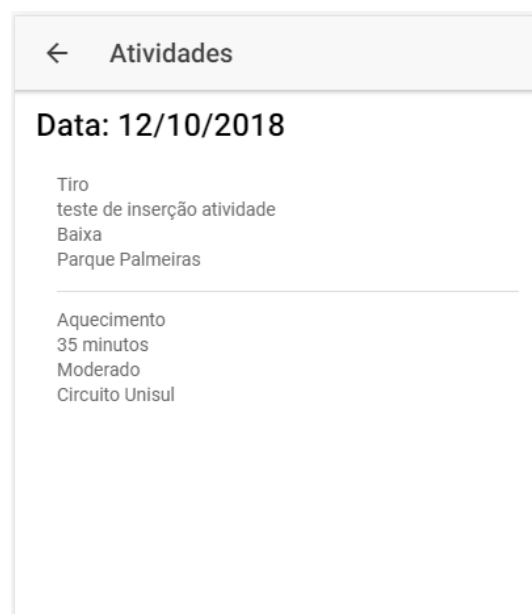 Atividades
Data: 12/10/2018
Tiro
teste de inserção atividade
Baixa
Parque Palmeiras
Aquecimento
35 minutos
Moderado
Circuito Unisul